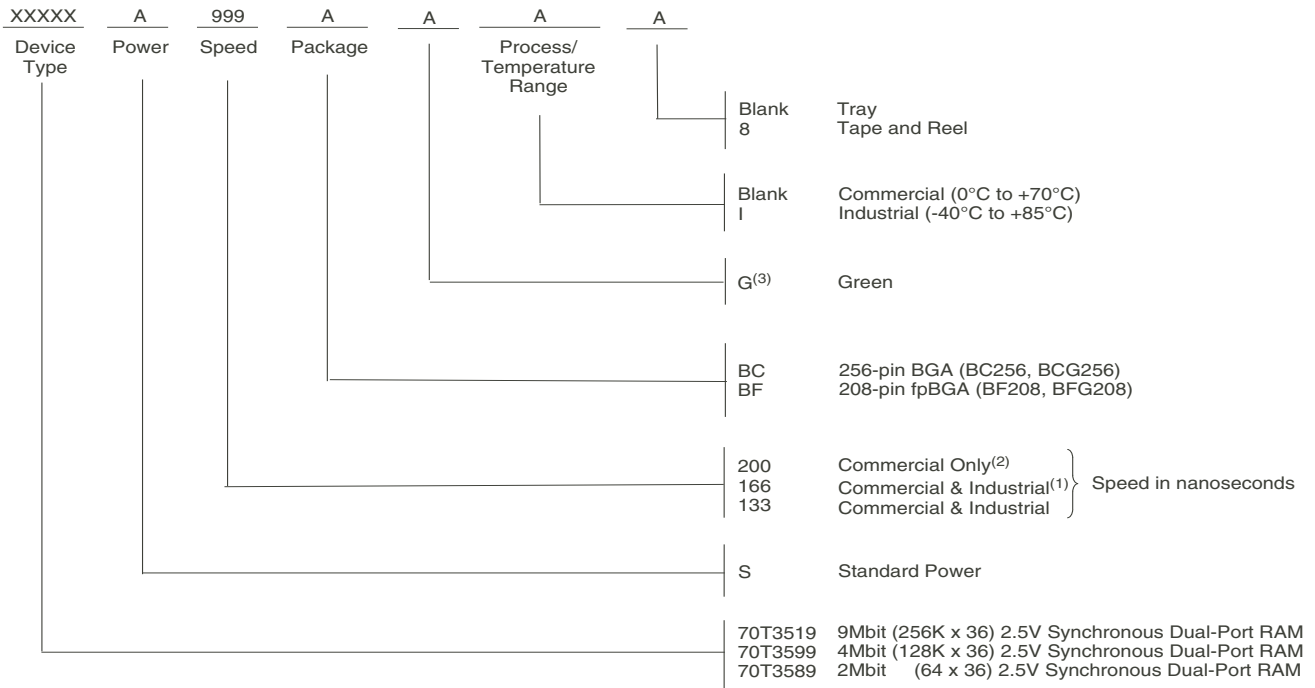 XXXXX A 999 A A A A
Device Type
Power
Speed
Package
Process/ Temperature Range
Blank Tray
8 Tape and Reel
Blank Commercial (0°C to +70°C)
I Industrial (-40°C to +85°C)
G(3) Green
BC 256-pin BGA (BC256, BCG256)
BF 208-pin fpBGA (BF208, BFG208)
200 Commercial Only(2)
166 Commercial & Industrial(1)
133 Commercial & Industrial
Speed in nanoseconds
S Standard Power
70T3519 9Mbit (256K x 36) 2.5V Synchronous Dual-Port RAM
70T3599 4Mbit (128K x 36) 2.5V Synchronous Dual-Port RAM
70T3589 2Mbit (64 x 36) 2.5V Synchronous Dual-Port RAM